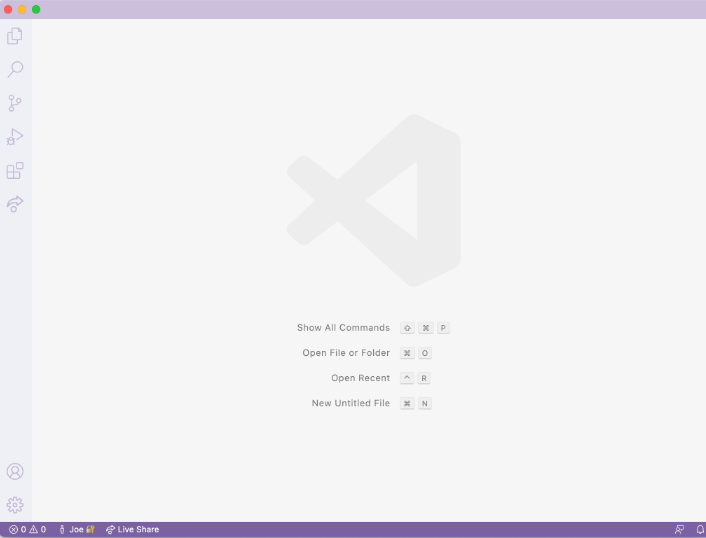 Show All Commands ⇧ ⌘ P
Open File or Folder ⌘ O
Open Recent ^ R
New Untitled File ⌘ N
0 0 Joe 🔐 Live Share